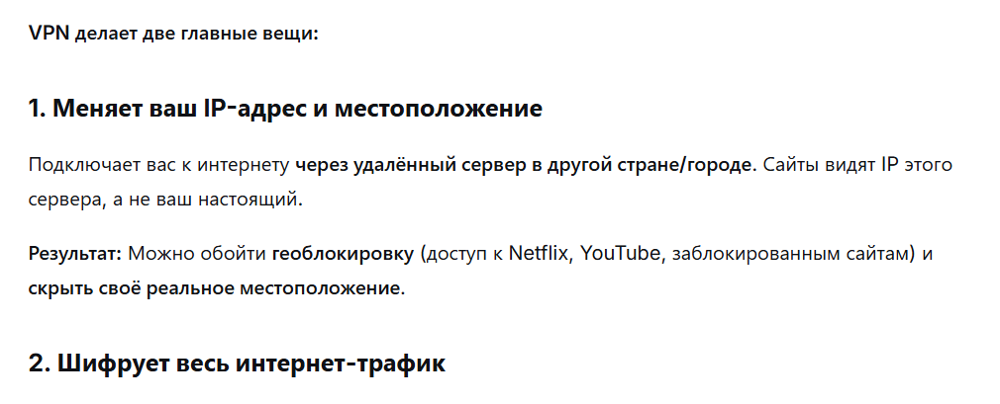 VPN делает две главные вещи:
1. Меняет ваш IP-адрес и местоположение
Подключает вас к интернету через удалённый сервер в другой стране/городе. Сайты видят IP этого
сервера, а не ваш настоящий.
Результат: Можно обойти геоблокировку (доступ к Netflix, YouTube, заблокированным сайтам) и
скрыть своё реальное местоположение.
2. Шифрует весь интернет-трафик